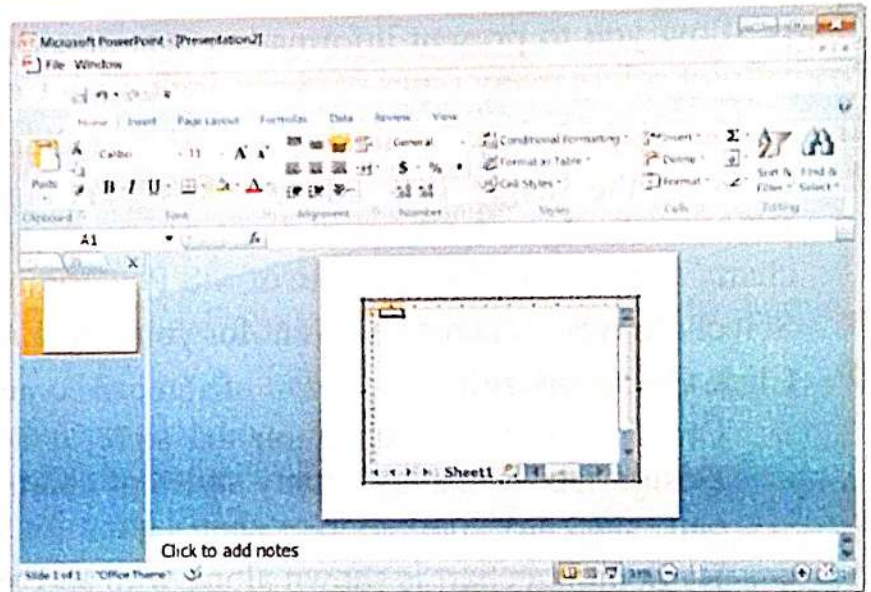 Microsoft PowerPoint - [Presentation2]
File Window
Home Insert Page Layout Formulas Data Review View
Paste
Calibri 11 A A
B I U A
General
$ %
Conditional Formatting
Format as Table
Cell Styles
Insert
Delete
Format
Σ
Sort & Filter
Find & Select
Clipboard Font Alignment Number Styles Cells Editing
A1 fx
X
Sheet1
Click to add notes
Slide 1 of 1 "Office Theme"